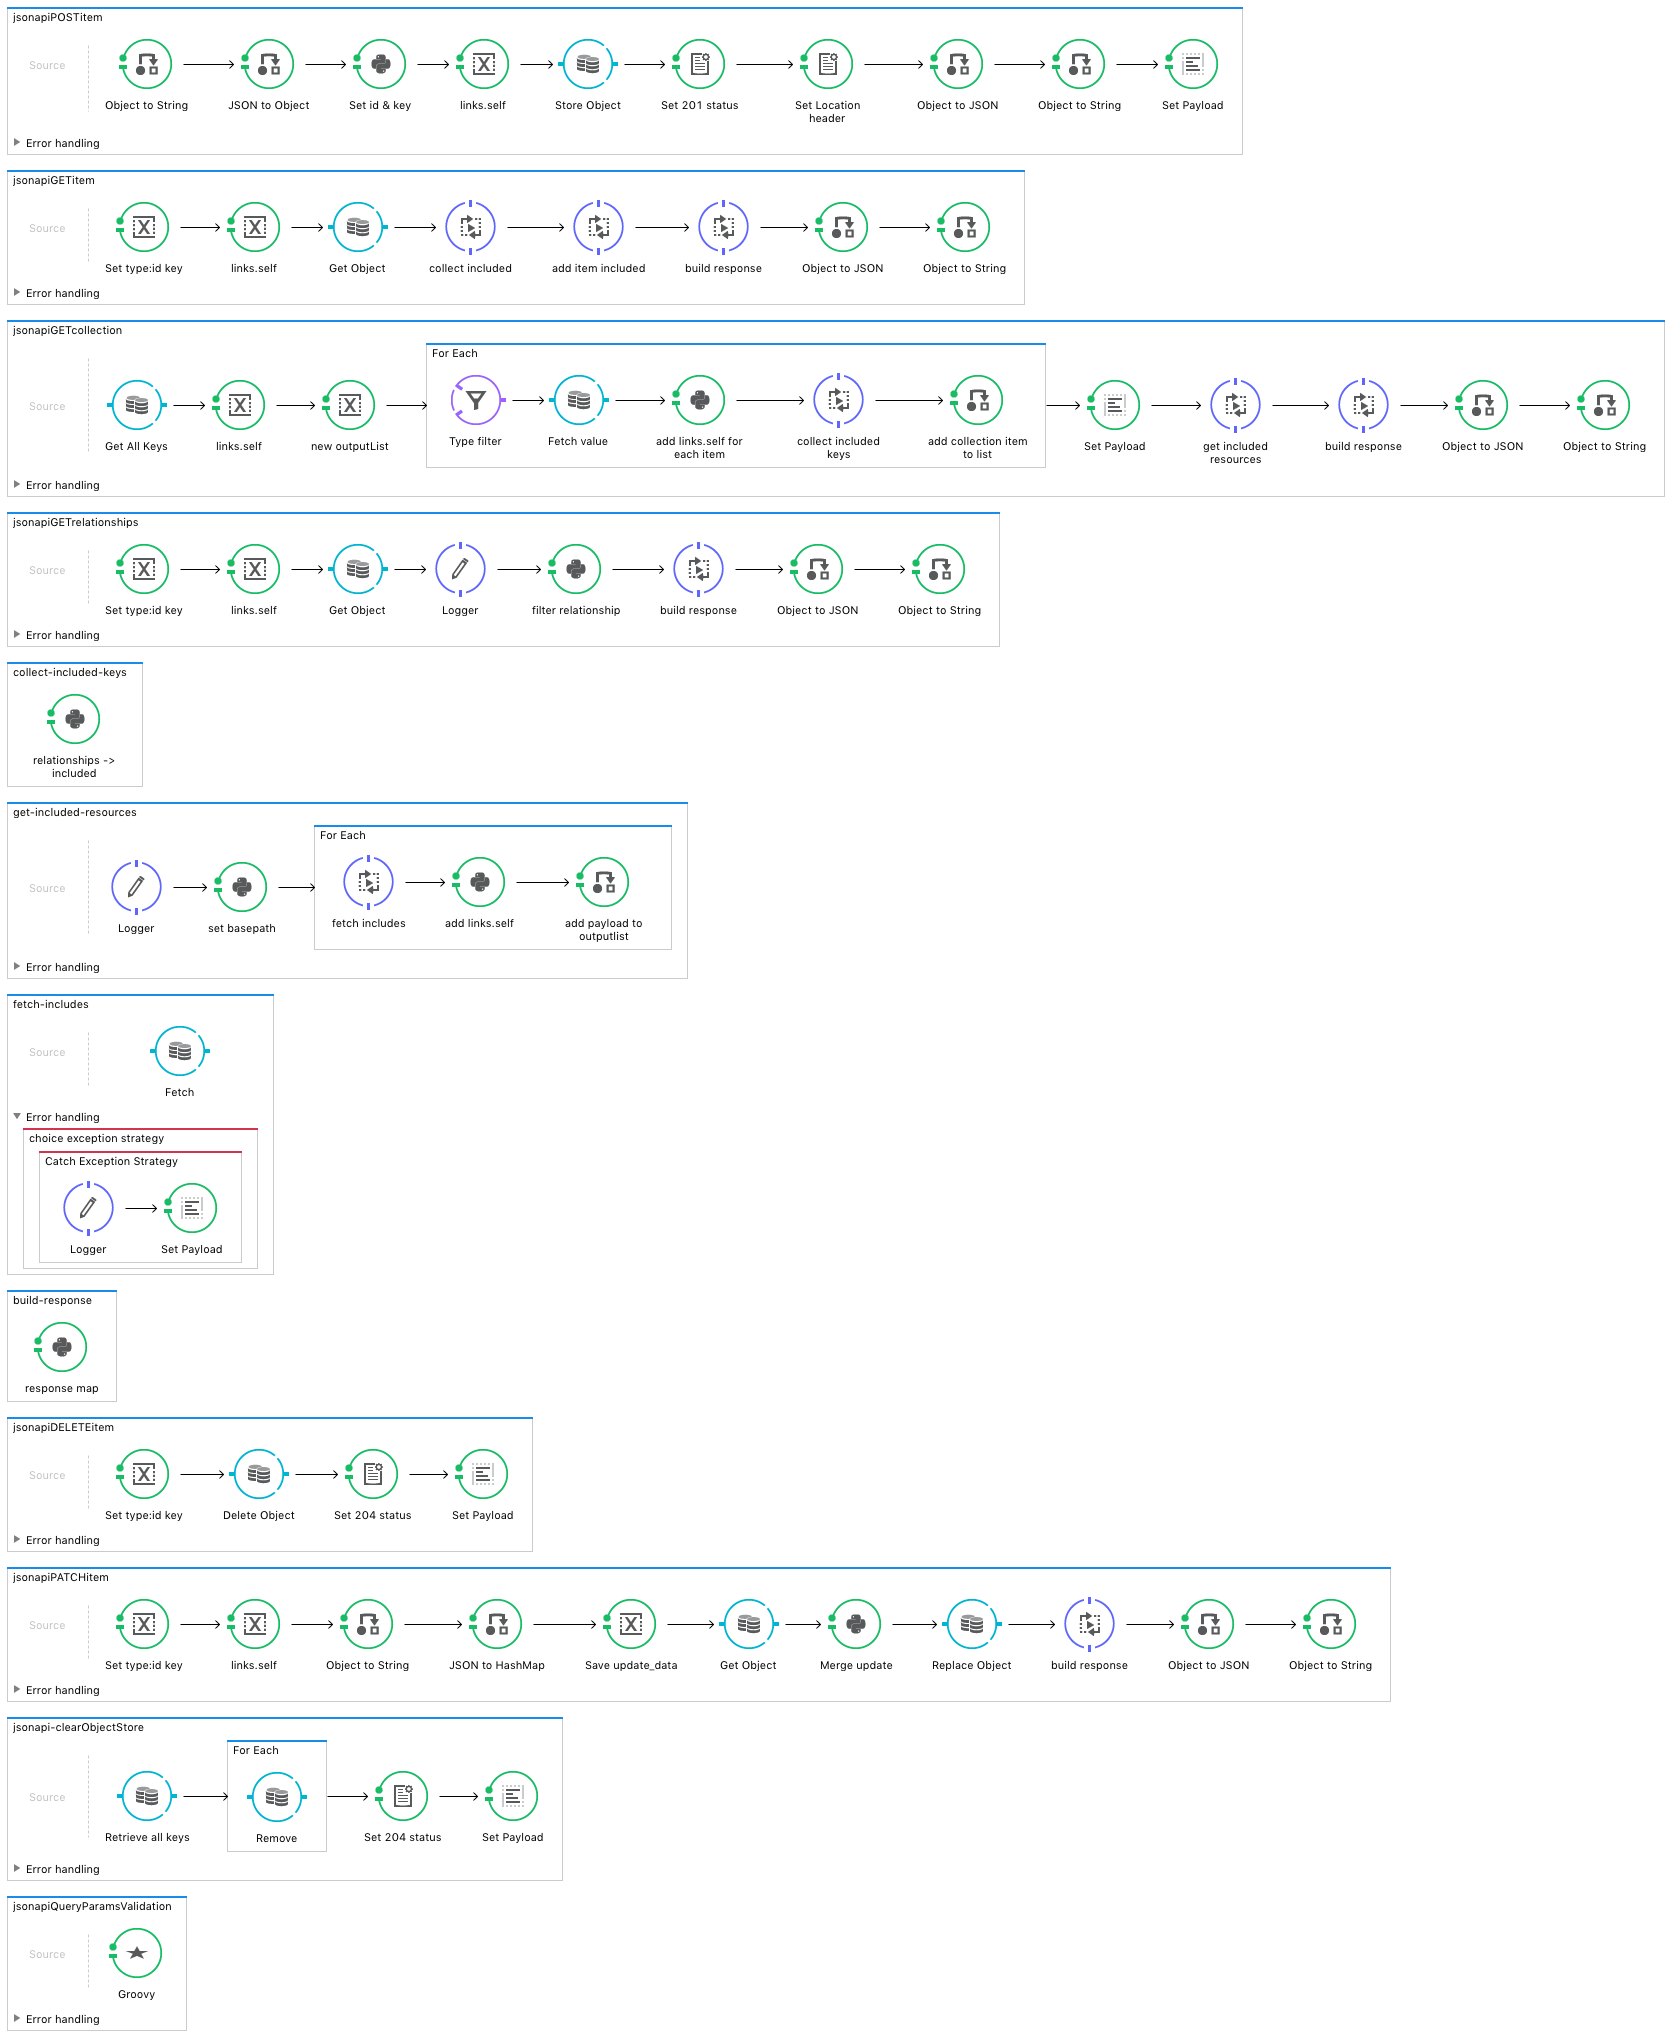 jsonapiPOSTitem
Source
Object to String
JSON to Object
Set id & key
links.self
Store Object
Set 201 status
Set Location
header
Object to JSON
Object to String
Set Payload
Error handling
jsonapiGETitem
Source
Set type:id key
links.self
Get Object
collect included
add item included
build response
Object to JSON
Object to String
Error handling
jsonapiGETcollection
Source
Get All Keys
links.self
new outputList
For Each
Type filter
Fetch value
add links.self for
each item
collect included
keys
add collection item
to list
Set Payload
get included
resources
build response
Object to JSON
Object to String
Error handling
jsonapiGETrelationships
Source
Set type:id key
links.self
Get Object
Logger
filter relationship
build response
Object to JSON
Object to String
Error handling
collect-included-keys
relationships ->
included
get-included-resources
Source
Logger
set basepath
For Each
fetch includes
add links.self
add payload to
outputlist
Error handling
fetch-includes
Source
Fetch
Error handling
choice exception strategy
Catch Exception Strategy
Logger
Set Payload
build-response
response map
jsonapiDELETEitem
Source
Set type:id key
Delete Object
Set 204 status
Set Payload
Error handling
jsonapiPATCHitem
Source
Set type:id key
links.self
Object to String
JSON to HashMap
Save update_data
Get Object
Merge update
Replace Object
build response
Object to JSON
Object to String
Error handling
jsonapi-clearObjectStore
Source
Retrieve all keys
For Each
Remove
Set 204 status
Set Payload
Error handling
jsonapiQueryParamsValidation
Source
Groovy
Error handling